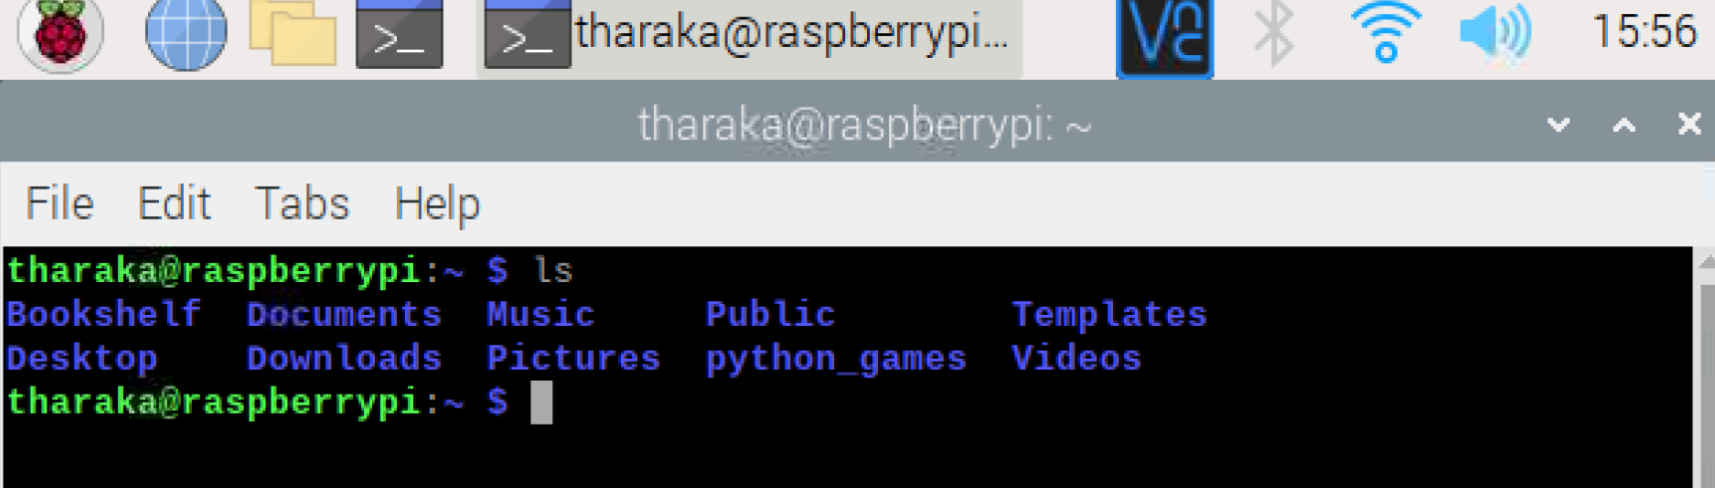 >_ >_ tharaka@raspberrypi... V2 15:56
tharaka@raspberrypi: ~
File Edit Tabs Help
tharaka@raspberrypi:~ $ ls
Bookshelf Documents Music Public Templates
Desktop Downloads Pictures python_games Videos
tharaka@raspberrypi:~ $